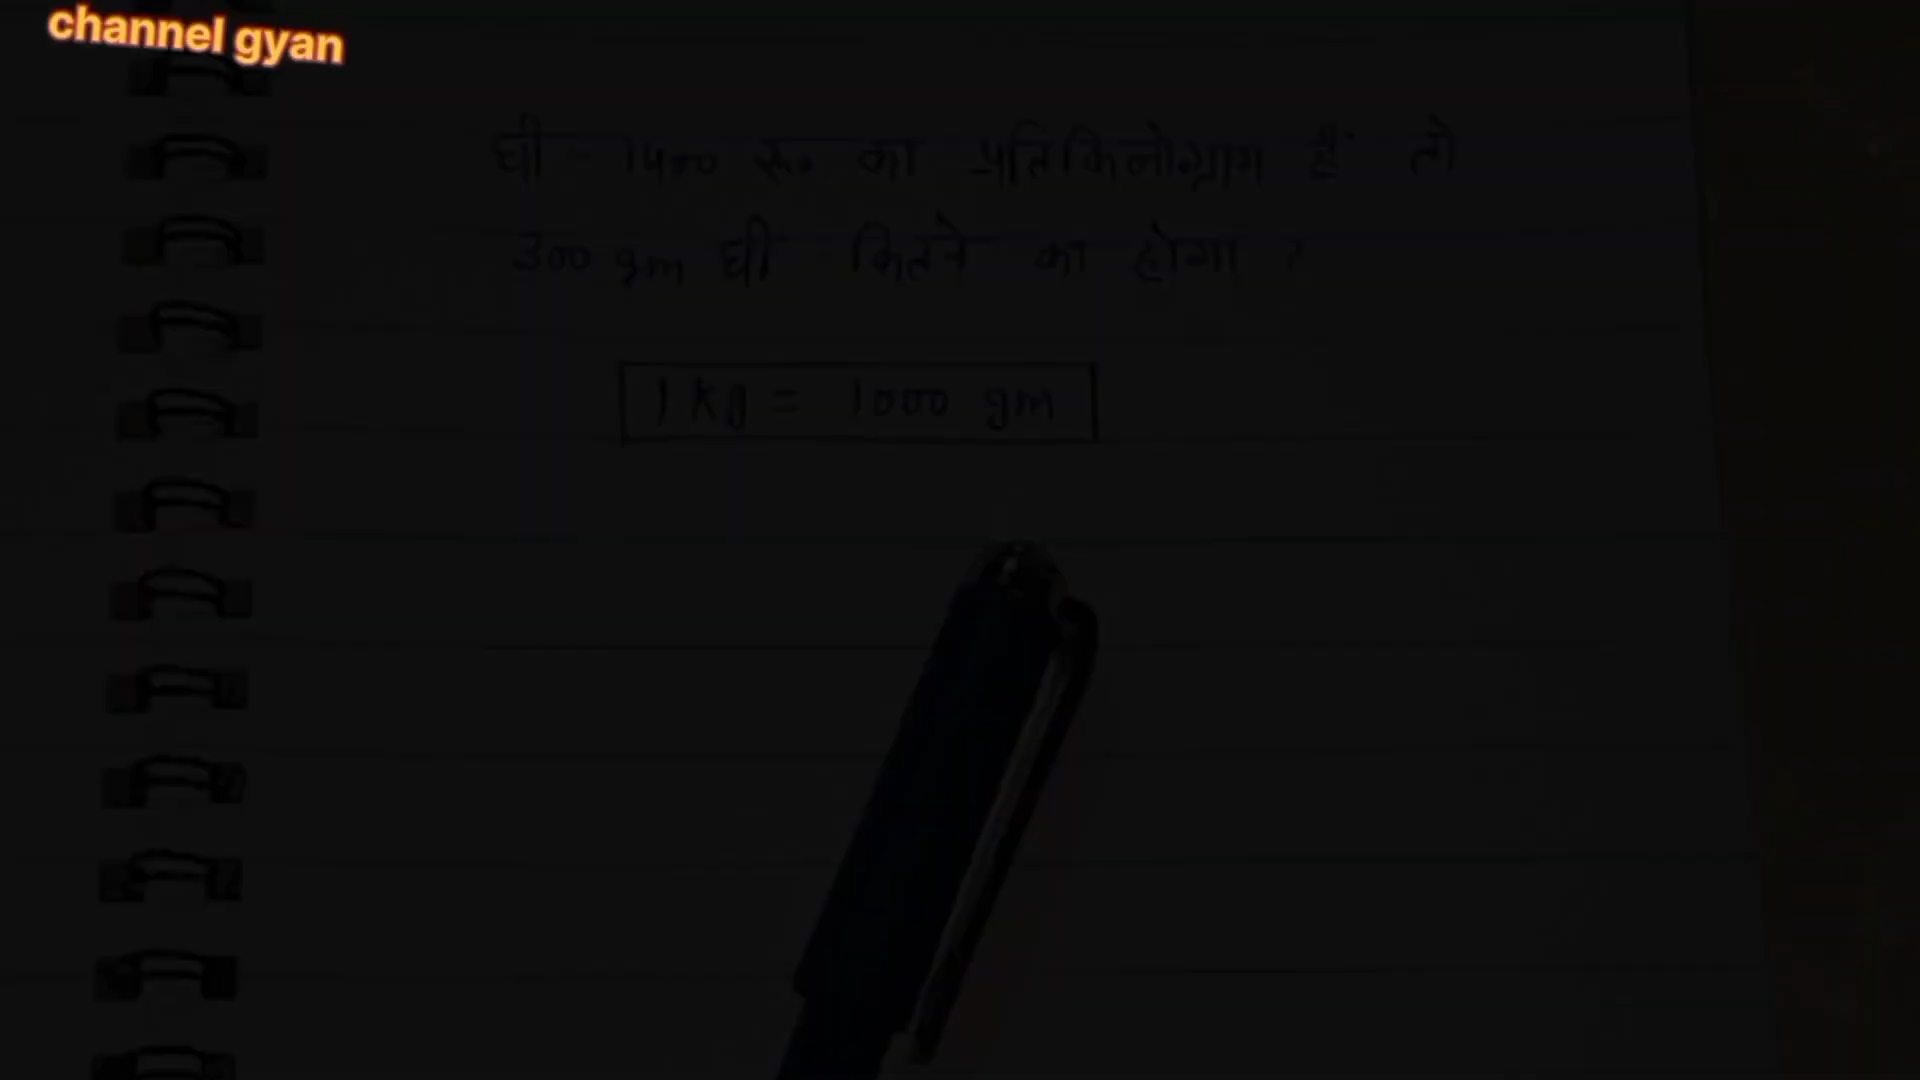 channel gyan
घी - 1400 रू० का प्रतिकिलोग्राम है तो
300 gm घी कितने का होगा ?
1 kg = 1000 gm